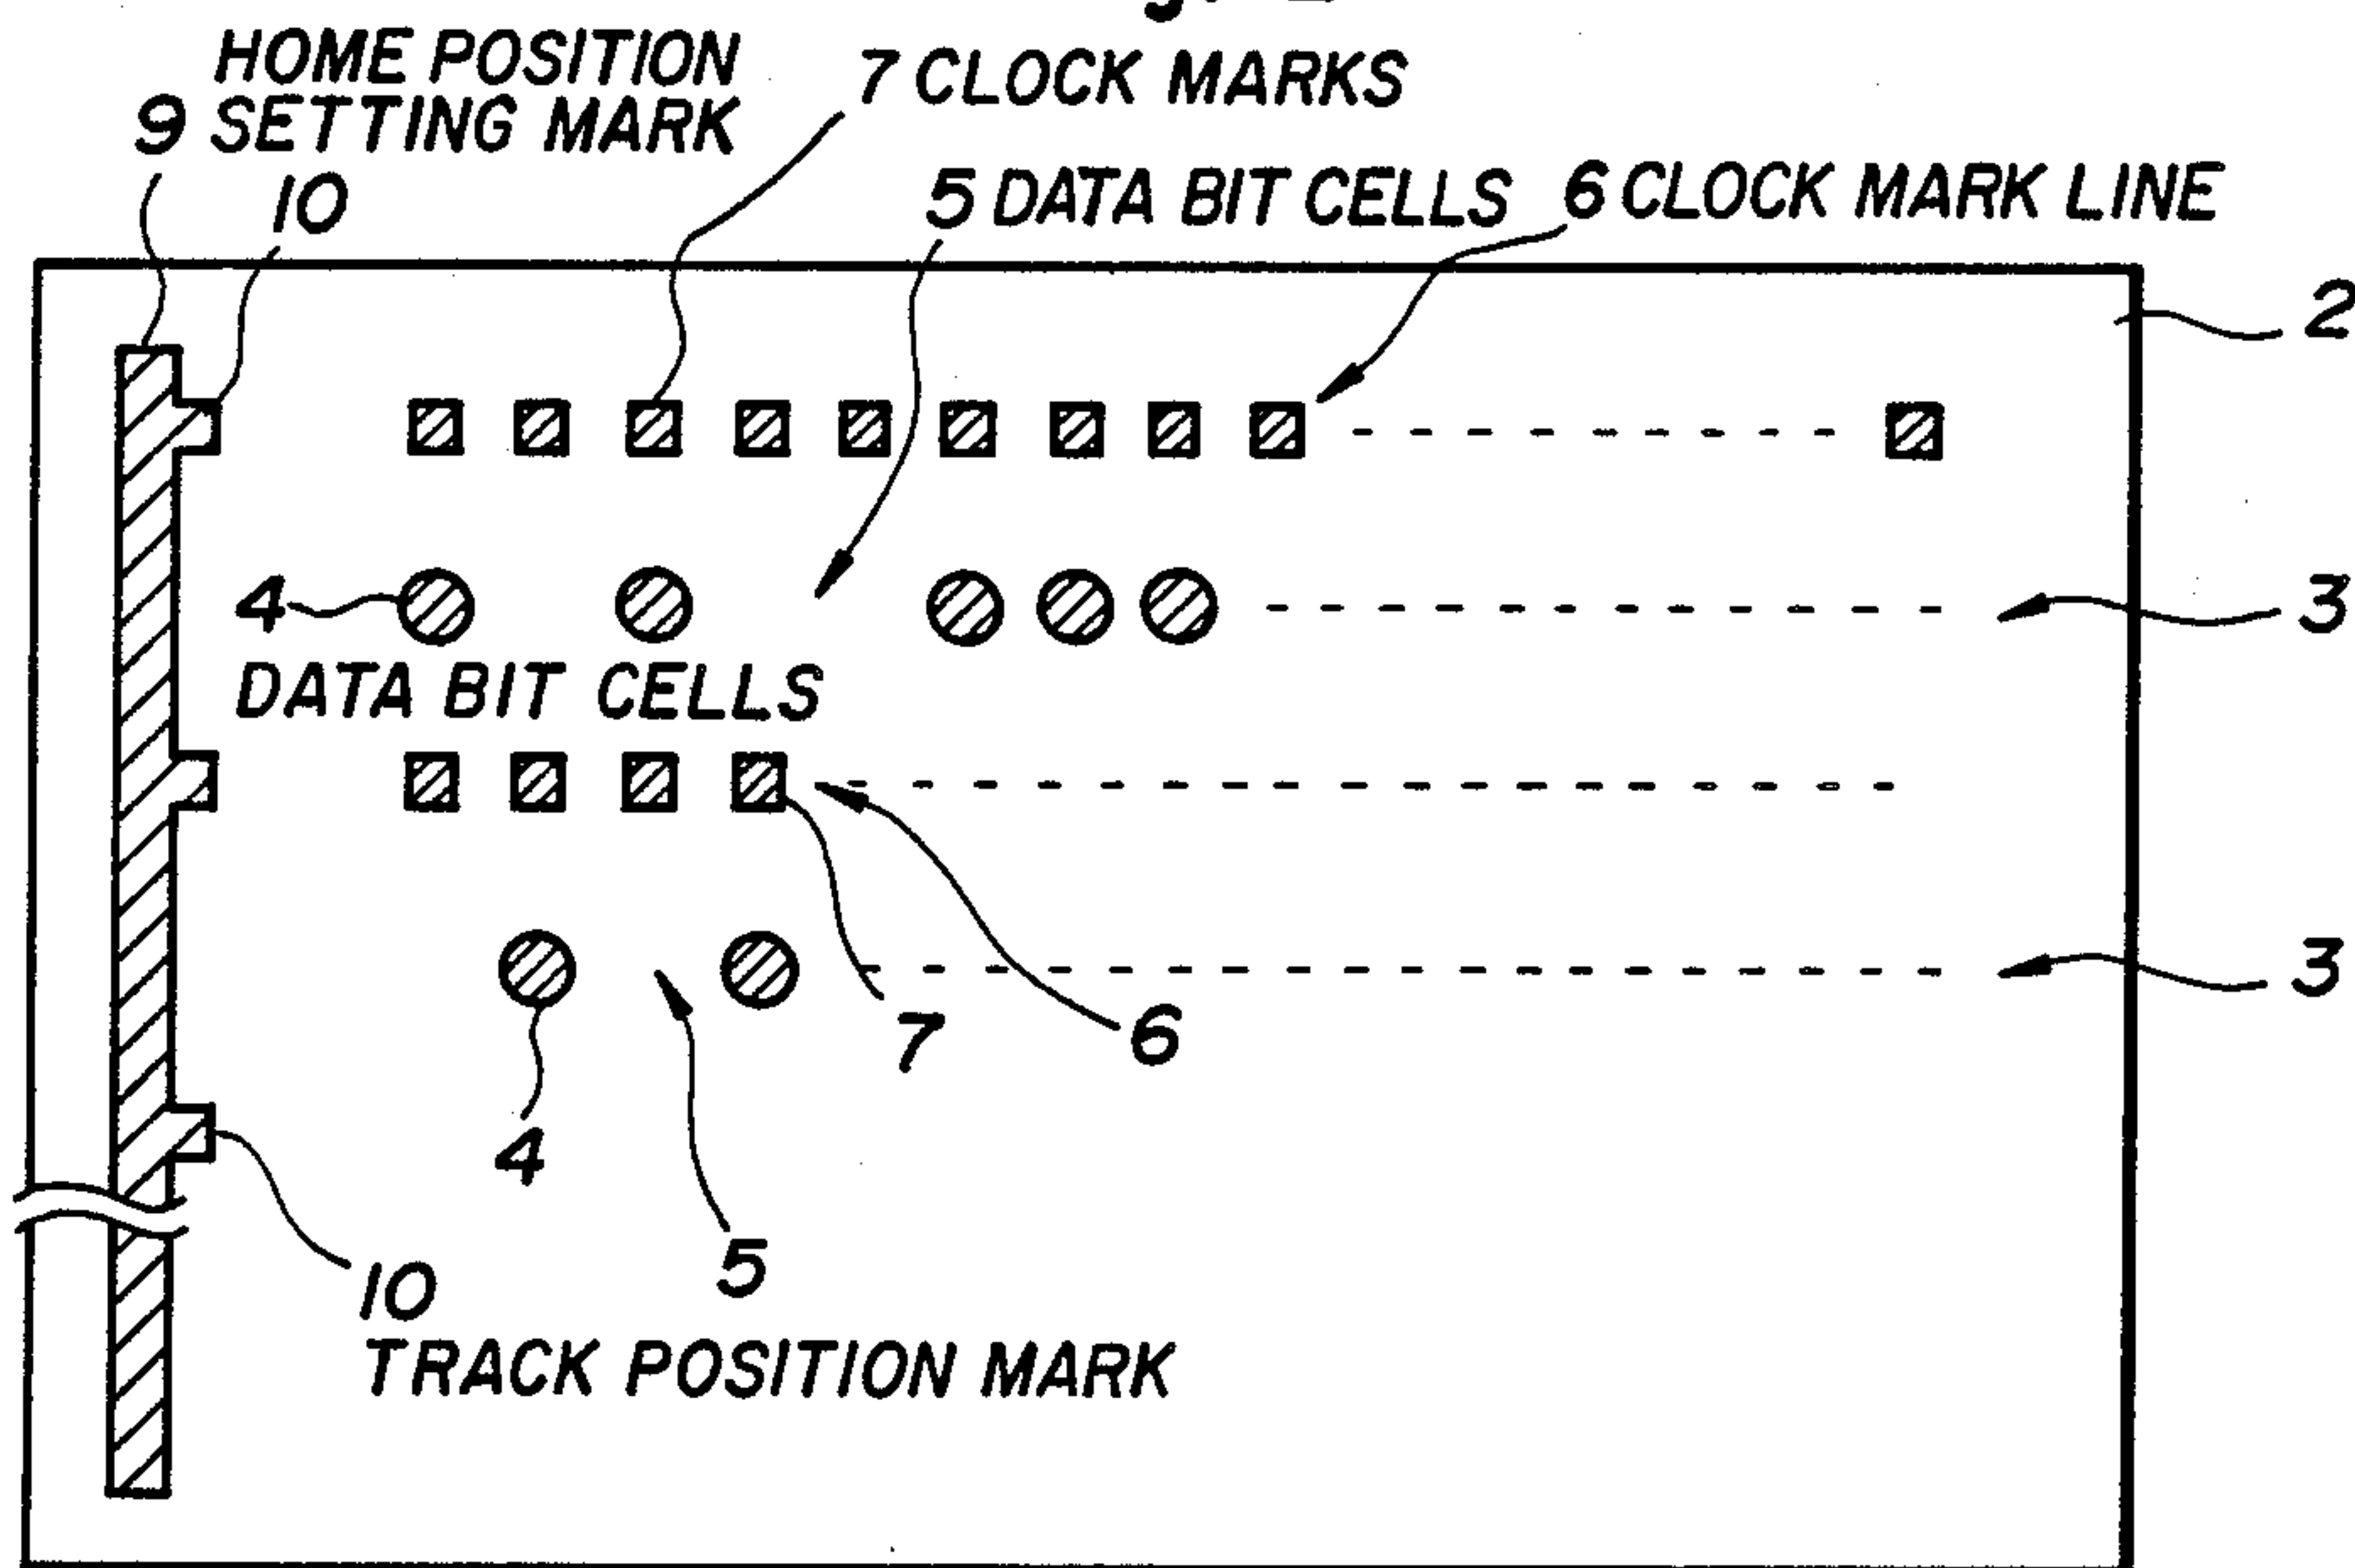 HOME POSITION
9 SETTING MARK
7 CLOCK MARKS
10
5 DATA BIT CELLS
6 CLOCK MARK LINE
2
4
3
DATA BIT CELLS
3
7
6
4
5
10
TRACK POSITION MARK